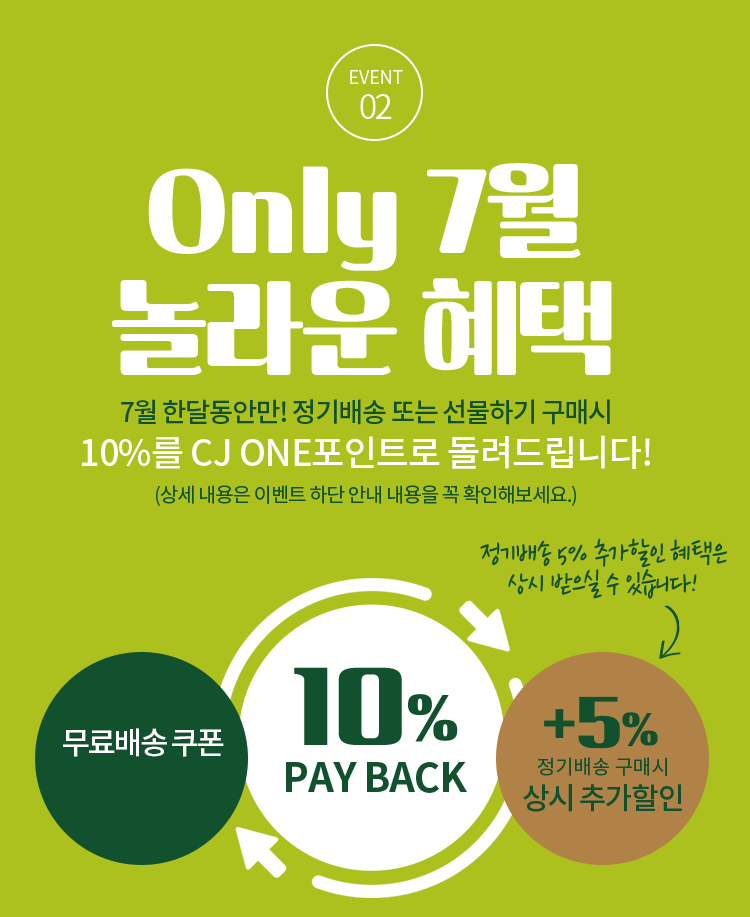 EVENT
02
Only 7월
놀라운 혜택
7월 한달동안만! 정기배송 또는 선물하기 구매시
10%를 CJ ONE포인트로 돌려드립니다!
(상세 내용은 이벤트 하단 안내 내용을 꼭 확인해보세요.)
정기배송 5% 추가할인 혜택은
상시 받으실 수 있습니다!
무료배송 쿠폰
10%
PAY BACK
+5%
정기배송 구매시
상시 추가할인